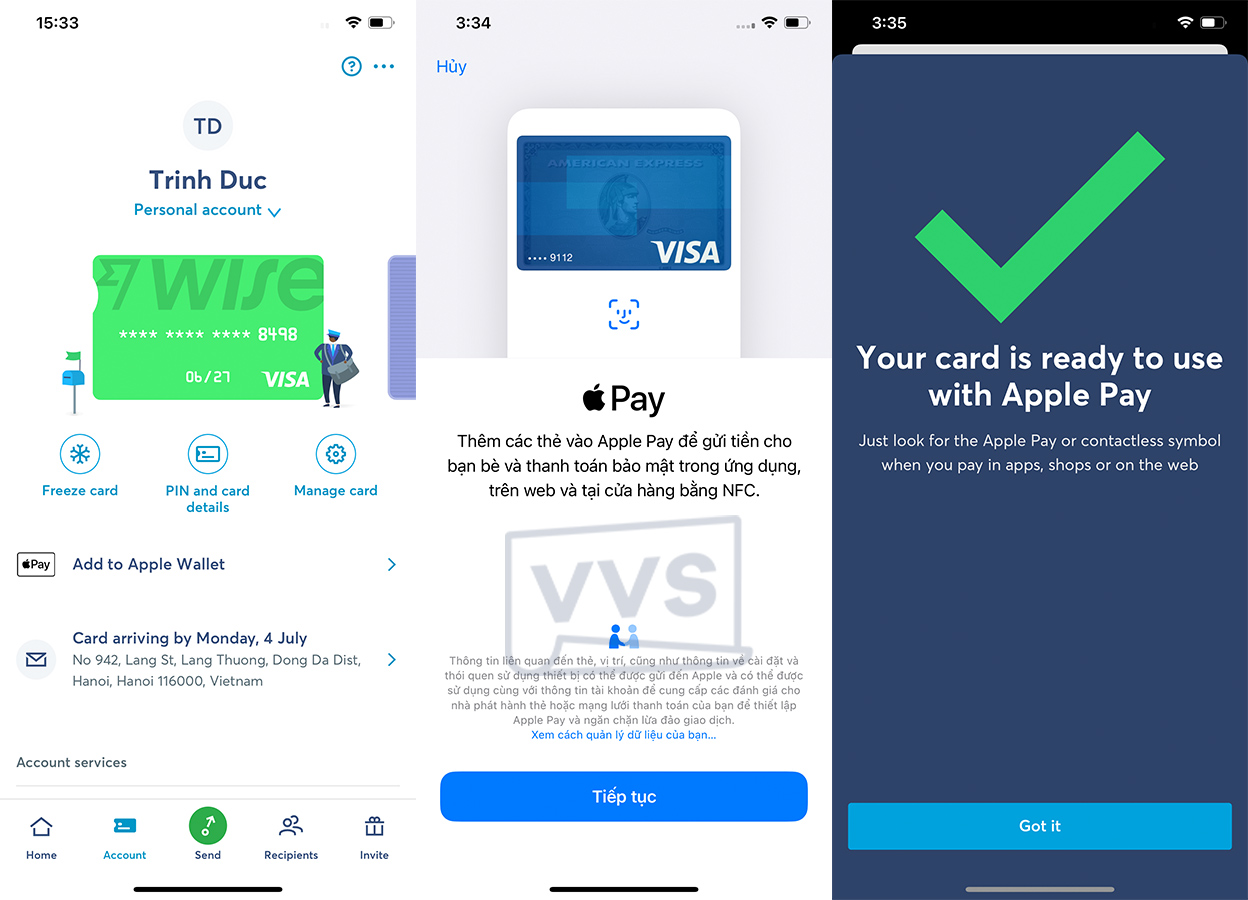 15:33
TD
Trinh Duc
Personal account
7WISE
**** **** **** 8498
06/27
VISA
Freeze card
PIN and card
details
Manage card
Pay
Add to Apple Wallet
Card arriving by Monday, 4 July
No 942, Lang St, Lang Thuong, Dong Da Dist,
Hanoi, Hanoi 116000, Vietnam
Account services
Home
Account
Send
Recipients
Invite
3:34
Hủy
AMERICAN EXPRESS
•••• 9112
VISA
Pay
Thêm các thẻ vào Apple Pay để gửi tiền cho
bạn bè và thanh toán bảo mật trong ứng dụng,
trên web và tại cửa hàng bằng NFC.
VVS
Thông tin liên quan đến thẻ, vị trí, cũng như thông tin về cài đặt và
thói quen sử dụng thiết bị có thể được gửi đến Apple và có thể được
sử dụng cùng với thông tin tài khoản để cung cấp các đánh giá cho
nhà phát hành thẻ hoặc mạng lưới thanh toán của bạn để thiết lập
Apple Pay và ngăn chặn lừa đảo giao dịch.
Xem cách quản lý dữ liệu của bạn...
Tiếp tục
3:35
Your card is ready to use
with Apple Pay
Just look for the Apple Pay or contactless symbol
when you pay in apps, shops or on the web
Got it